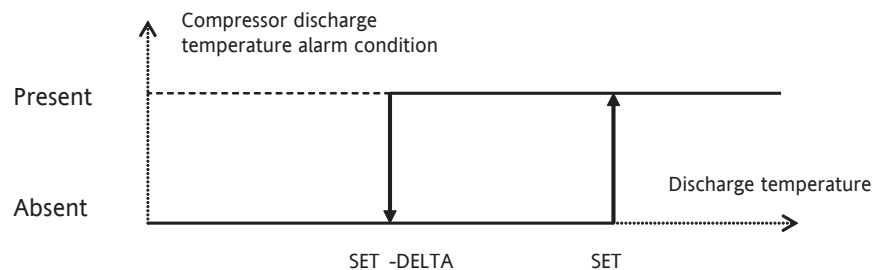 Compressor discharge
temperature alarm condition
Present
Discharge temperature
Absent
SET -DELTA
SET